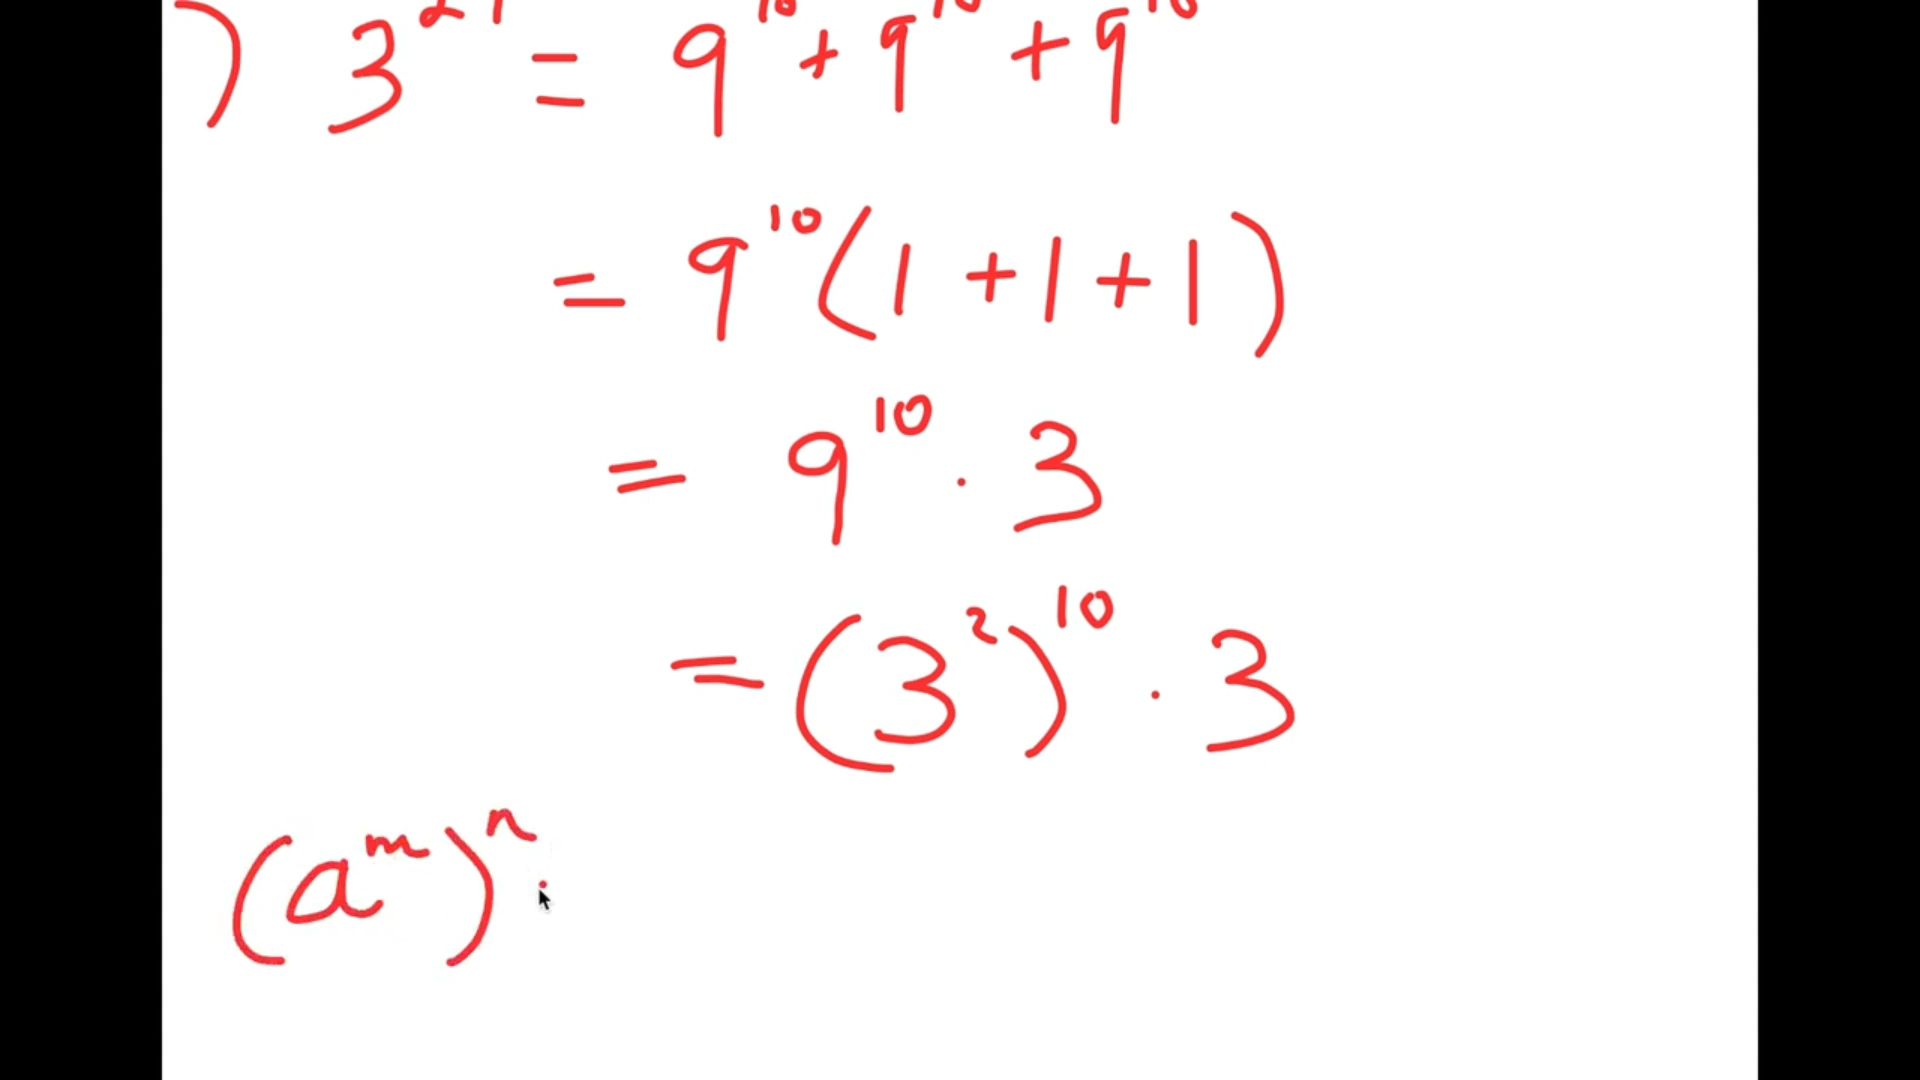 ) 3²¹ = 9¹⁰ + 9¹⁰ + 9¹⁰
= 9¹⁰(1 + 1 + 1)
= 9¹⁰ · 3
= (3²)¹⁰ · 3
(aᵐ)ⁿ